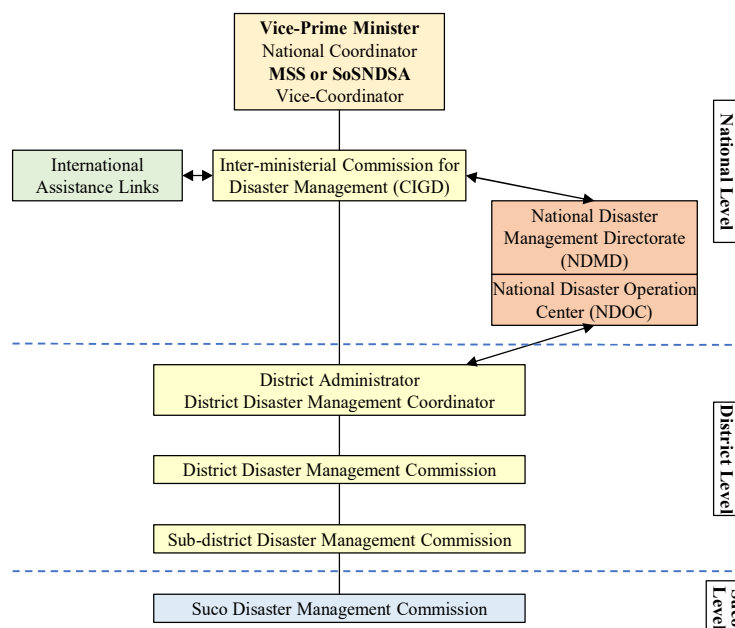 Vice-Prime Minister
National Coordinator
MSS or SoSNDSA
Vice-Coordinator
International
Assistance Links
Inter-ministerial Commission for
Disaster Management (CIGD)
National Disaster
Management Directorate
(NDMD)
National Disaster Operation
Center (NDOC)
National Level
District Administrator
District Disaster Management Coordinator
District Disaster Management Commission
Sub-district Disaster Management Commission
District Level
Suco Disaster Management Commission
Suco
Level